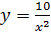 y = 10/x²